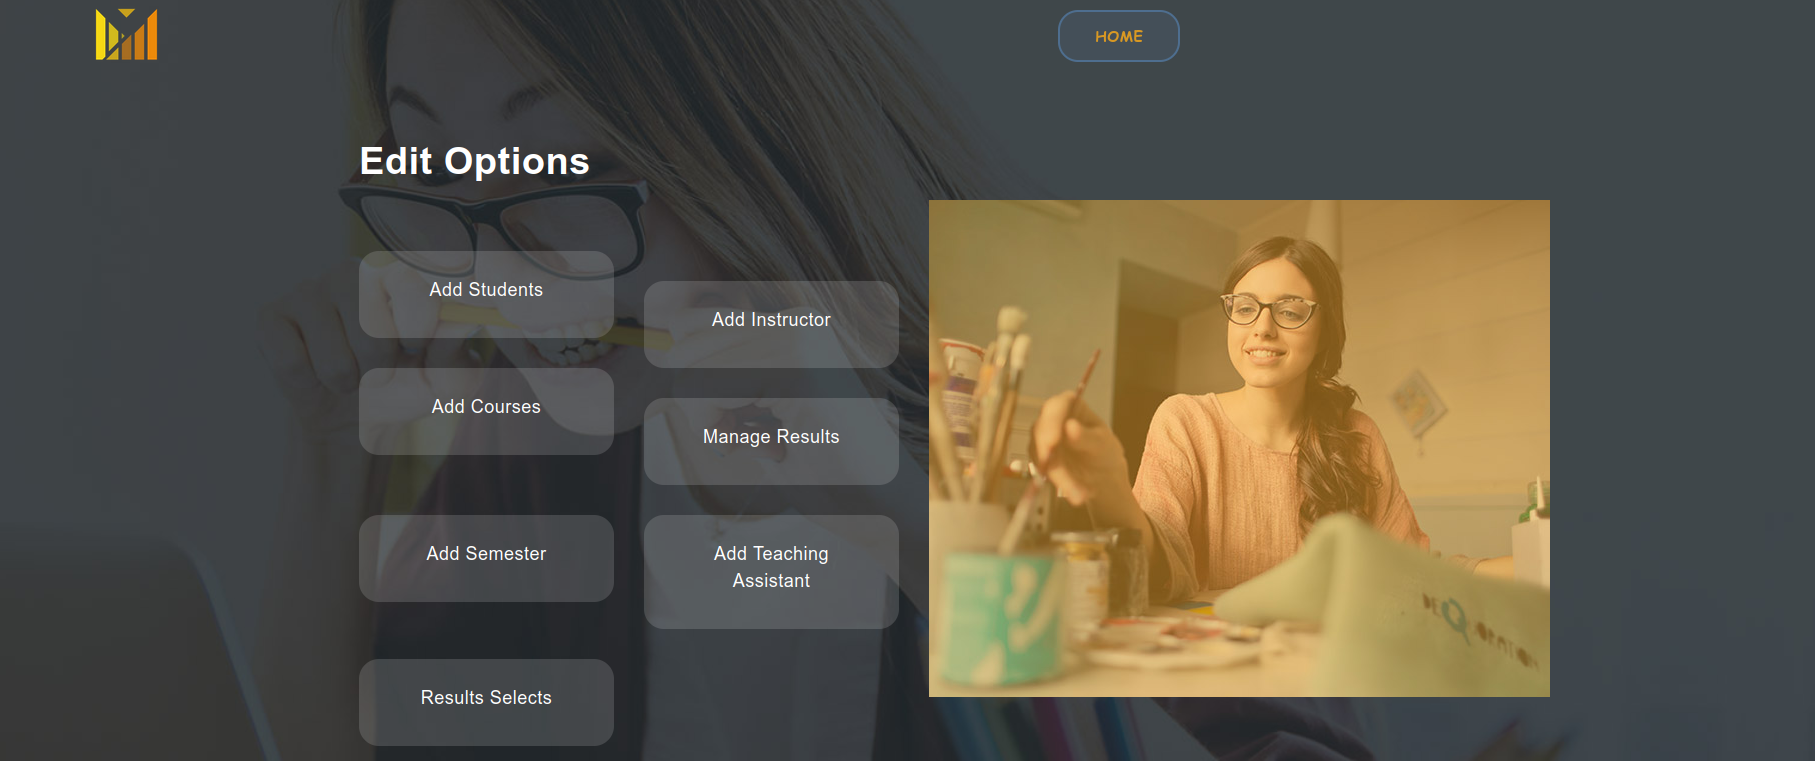 HOME
Edit Options
Add Students
Add Instructor
Add Courses
Manage Results
Add Semester
Add Teaching
Assistant
Results Selects